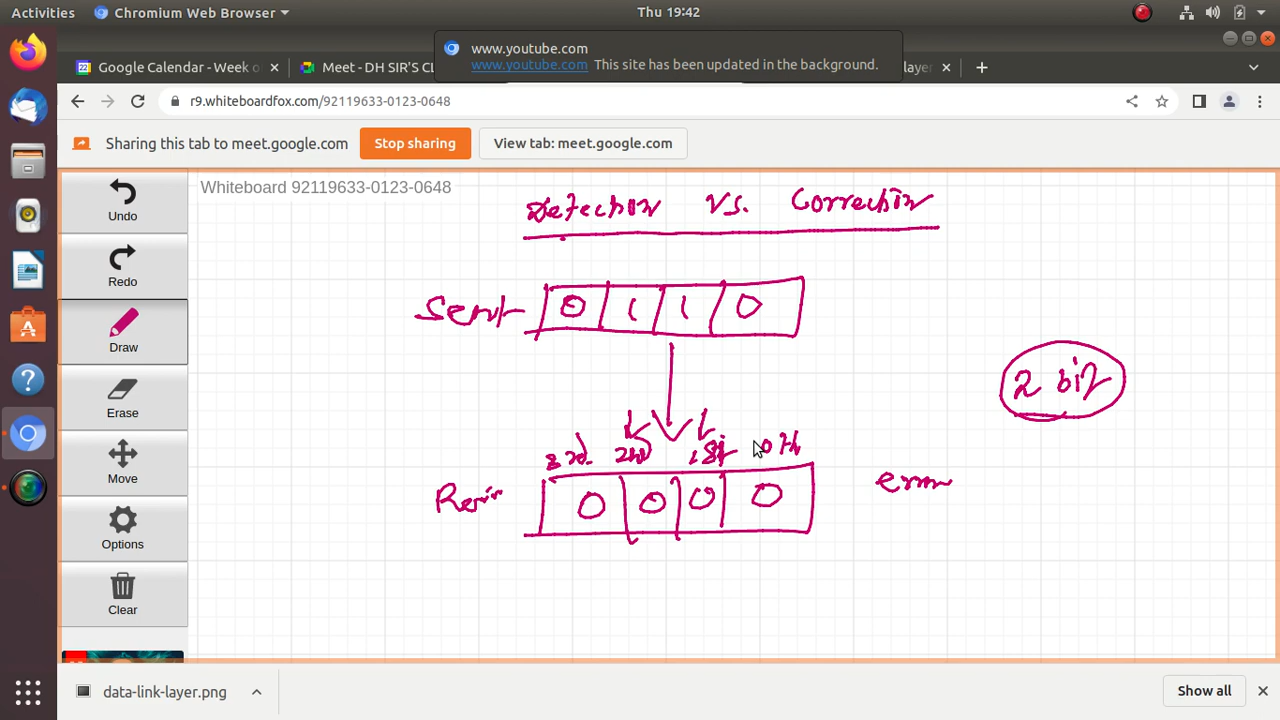 Activities Chromium Web Browser Thu 19:42
www.youtube.com
www.youtube.com This site has been updated in the background.
Google Calendar - Week o Meet - DH SIR'S CL layer
r9.whiteboardfox.com/92119633-0123-0648
Sharing this tab to meet.google.com Stop sharing View tab: meet.google.com
Whiteboard 92119633-0123-0648
Undo
Redo
Draw
Erase
Move
Options
Clear
Detection Vs. Correction
Sent 0 1 1 0
2 bit
3rd 2nd 1st 0th
0 0 0 0
data-link-layer.png Show all